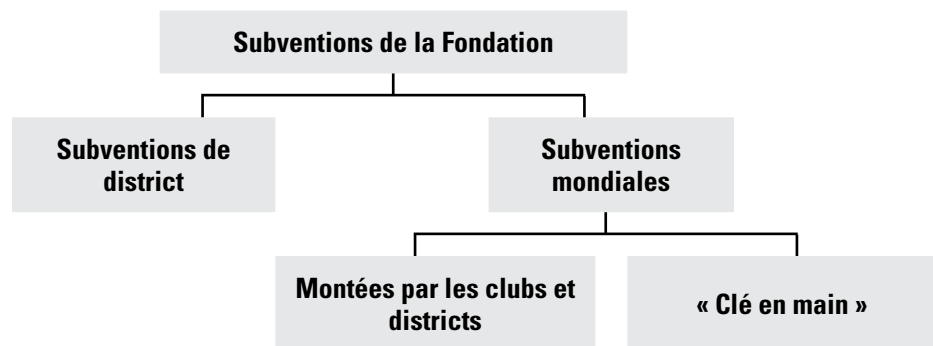 Subventions de la Fondation
Subventions de
district
Subventions
mondiales
Montées par les clubs et
districts
« Clé en main »